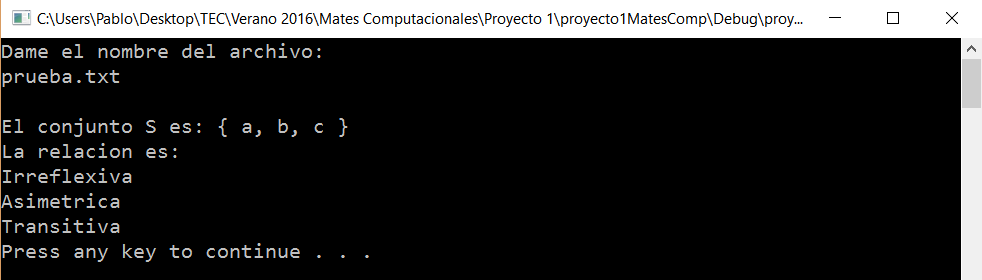 C:\Users\Pablo\Desktop\TEC\Verano 2016\Mates Computacionales\Proyecto 1\proyecto1MatesComp\Debug\proy...
Dame el nombre del archivo:
prueba.txt
El conjunto S es: { a, b, c }
La relacion es:
Irreflexiva
Asimetrica
Transitiva
Press any key to continue . . .